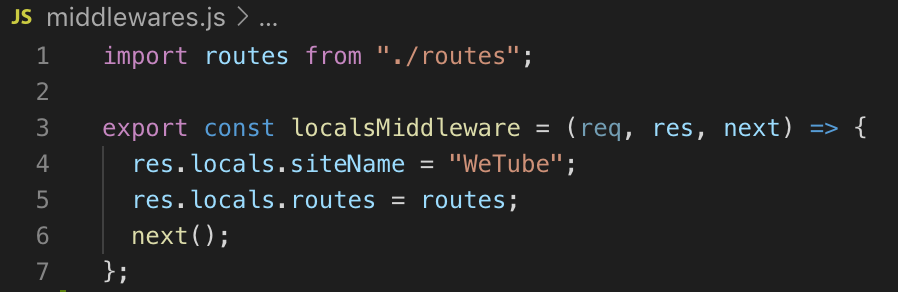 JS middlewares.js > ...
1 import routes from "./routes";
2
3 export const localsMiddleware = (req, res, next) => {
4   res.locals.siteName = "WeTube";
5   res.locals.routes = routes;
6   next();
7 };